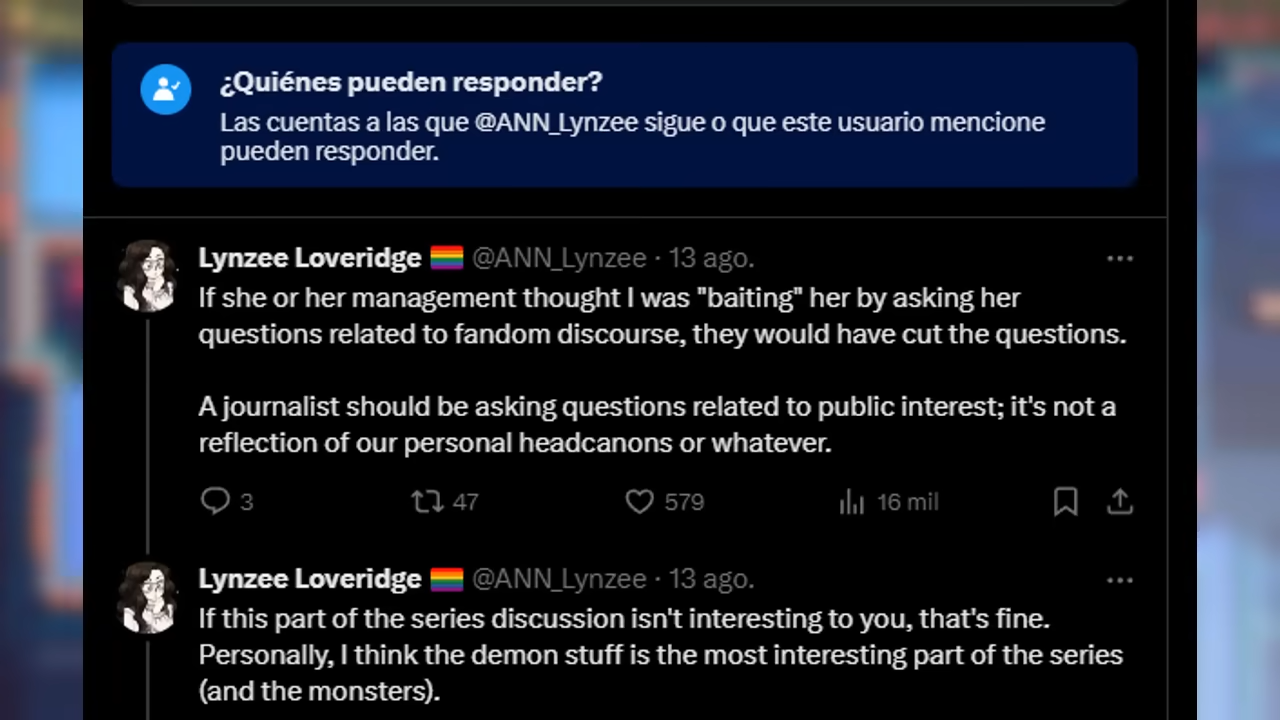 ¿Quiénes pueden responder?
Las cuentas a las que @ANN_Lynzee sigue o que este usuario mencione
pueden responder.
Lynzee Loveridge 🏳️‍🌈 @ANN_Lynzee · 13 ago.
If she or her management thought I was "baiting" her by asking her
questions related to fandom discourse, they would have cut the questions.
A journalist should be asking questions related to public interest; it's not a
reflection of our personal headcanons or whatever.
3 47 579 16 mil
Lynzee Loveridge 🏳️‍🌈 @ANN_Lynzee · 13 ago.
If this part of the series discussion isn't interesting to you, that's fine.
Personally, I think the demon stuff is the most interesting part of the series
(and the monsters).